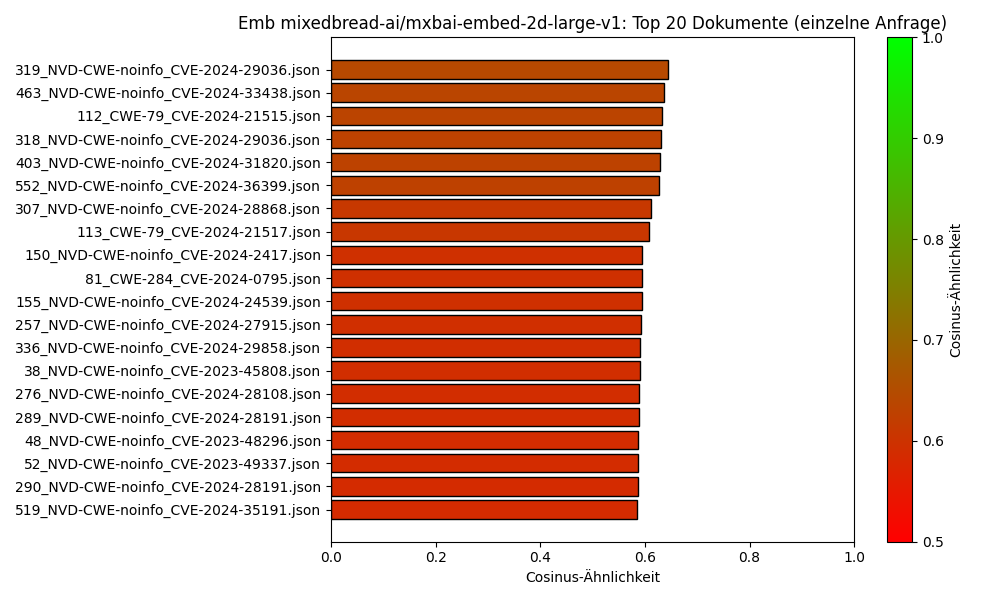 Emb mixedbread-ai/mxbai-embed-2d-large-v1: Top 20 Dokumente (einzelne Anfrage)
319_NVD-CWE-noinfo_CVE-2024-29036.json
463_NVD-CWE-noinfo_CVE-2024-33438.json
112_CWE-79_CVE-2024-21515.json
318_NVD-CWE-noinfo_CVE-2024-29036.json
403_NVD-CWE-noinfo_CVE-2024-31820.json
552_NVD-CWE-noinfo_CVE-2024-36399.json
307_NVD-CWE-noinfo_CVE-2024-28868.json
113_CWE-79_CVE-2024-21517.json
150_NVD-CWE-noinfo_CVE-2024-2417.json
81_CWE-284_CVE-2024-0795.json
155_NVD-CWE-noinfo_CVE-2024-24539.json
257_NVD-CWE-noinfo_CVE-2024-27915.json
336_NVD-CWE-noinfo_CVE-2024-29858.json
38_NVD-CWE-noinfo_CVE-2023-45808.json
276_NVD-CWE-noinfo_CVE-2024-28108.json
289_NVD-CWE-noinfo_CVE-2024-28191.json
48_NVD-CWE-noinfo_CVE-2023-48296.json
52_NVD-CWE-noinfo_CVE-2023-49337.json
290_NVD-CWE-noinfo_CVE-2024-28191.json
519_NVD-CWE-noinfo_CVE-2024-35191.json
0.0 0.2 0.4 0.6 0.8 1.0
Cosinus-Ähnlichkeit
1.0
0.9
0.8
0.7
0.6
0.5
Cosinus-Ähnlichkeit